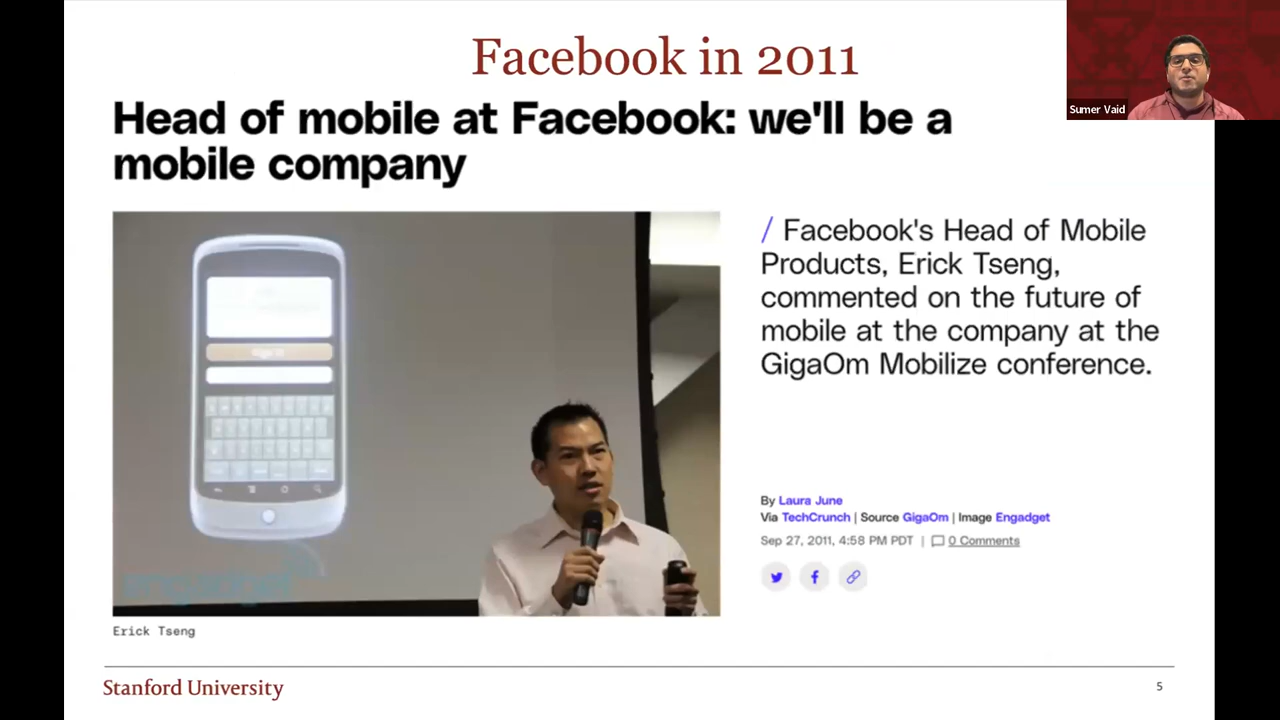 Facebook in 2011
Sumer Vaid
Head of mobile at Facebook: we'll be a
mobile company
/ Facebook's Head of Mobile
Products, Erick Tseng,
commented on the future of
mobile at the company at the
GigaOm Mobilize conference.
By Laura June
Via TechCrunch | Source GigaOm | Image Engadget
Sep 27, 2011, 4:58 PM PDT | 0 Comments
engadget
Erick Tseng
Stanford University
5